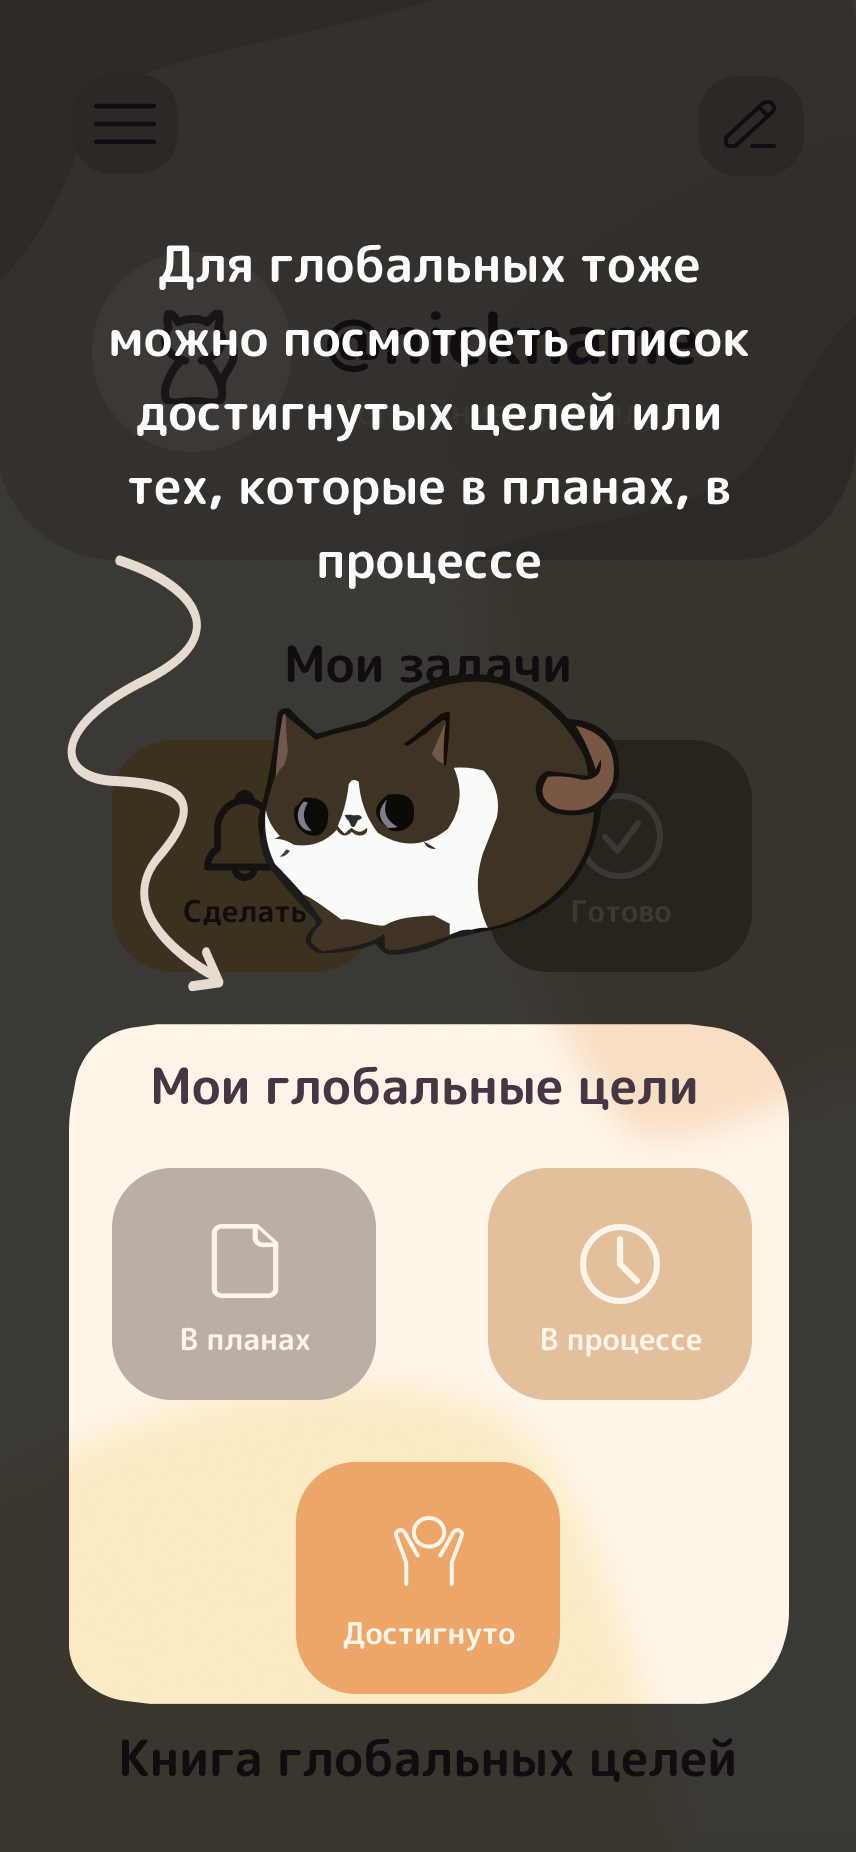 Для глобальных тоже
@nickname
можно посмотреть список
достигнутых целей или
тех, которые в планах, в
процессе
Мои задачи
Сделать
Готово
Мои глобальные цели
В планах
В процессе
Достигнуто
Книга глобальных целей